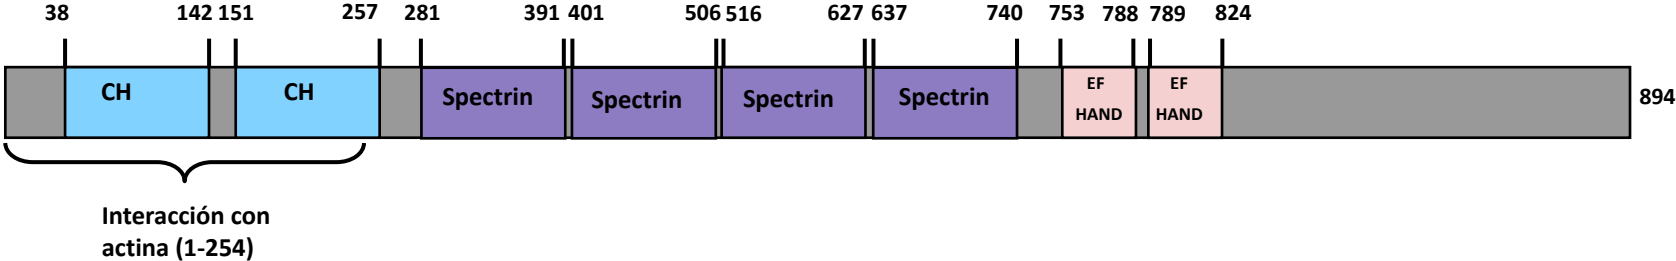 38 142 151 257 281 391 401 506 516 627 637 740 753 788 789 824
CH CH Spectrin Spectrin Spectrin Spectrin EF HAND EF HAND 894
Interacción con
actina (1-254)